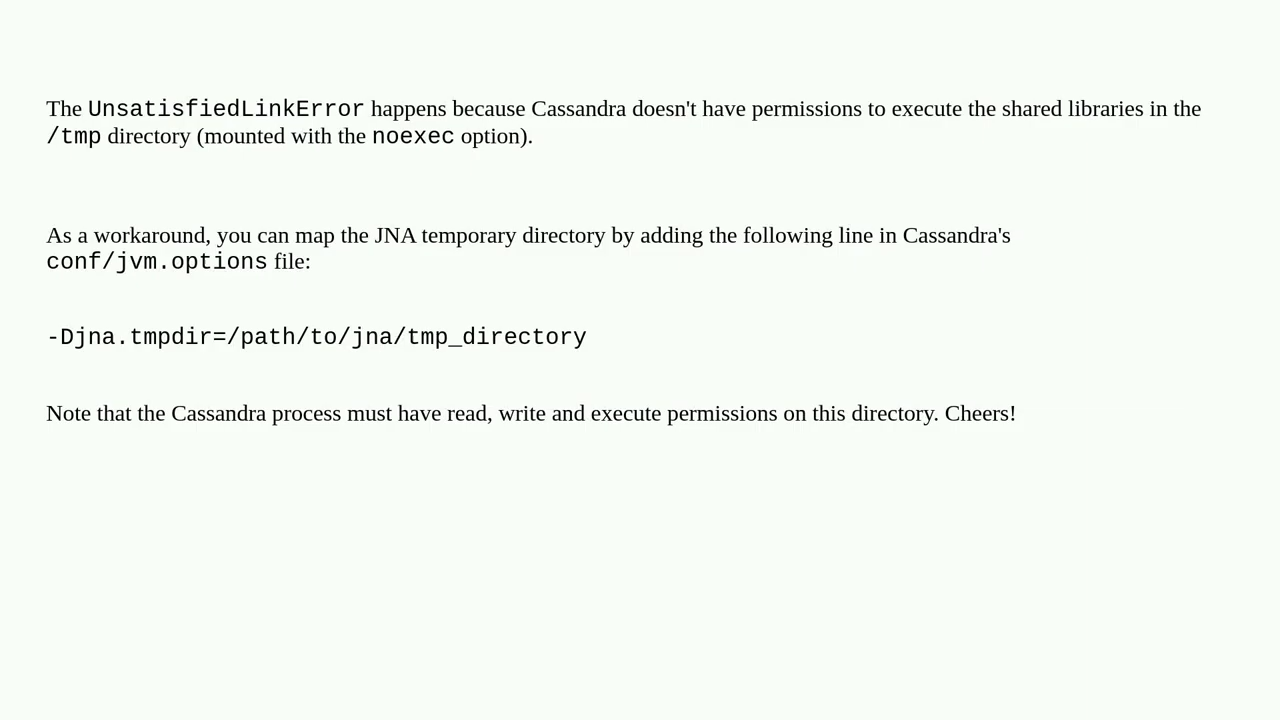 The UnsatisfiedLinkError happens because Cassandra doesn't have permissions to execute the shared libraries in the
/tmp directory (mounted with the noexec option).
As a workaround, you can map the JNA temporary directory by adding the following line in Cassandra's
conf/jvm.options file:
-Djna.tmpdir=/path/to/jna/tmp_directory
Note that the Cassandra process must have read, write and execute permissions on this directory. Cheers!